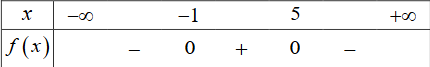 x −∞ −1 5 +∞
f(x) − 0 + 0 −